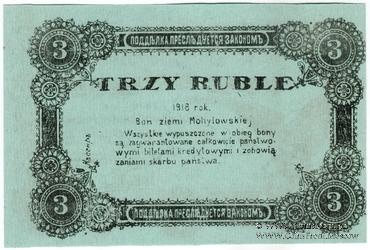 3 ПОДДѢЛКА ПРЕСЛѢДУЕТСЯ ЗАКОНОМЪ 3
TRZY RUBLE
1918 rok.
Bon ziemi Mohylowskiej
Wszystkie wypuszczone w obieg bony
są zagwarantowane całkowicie państwo-
wymi biletami kredytowymi i zobowią
zaniami skarbu państwa.
3 ПОДДѢЛКА ПРЕСЛѢДУЕТСЯ ЗАКОНОМЪ 3